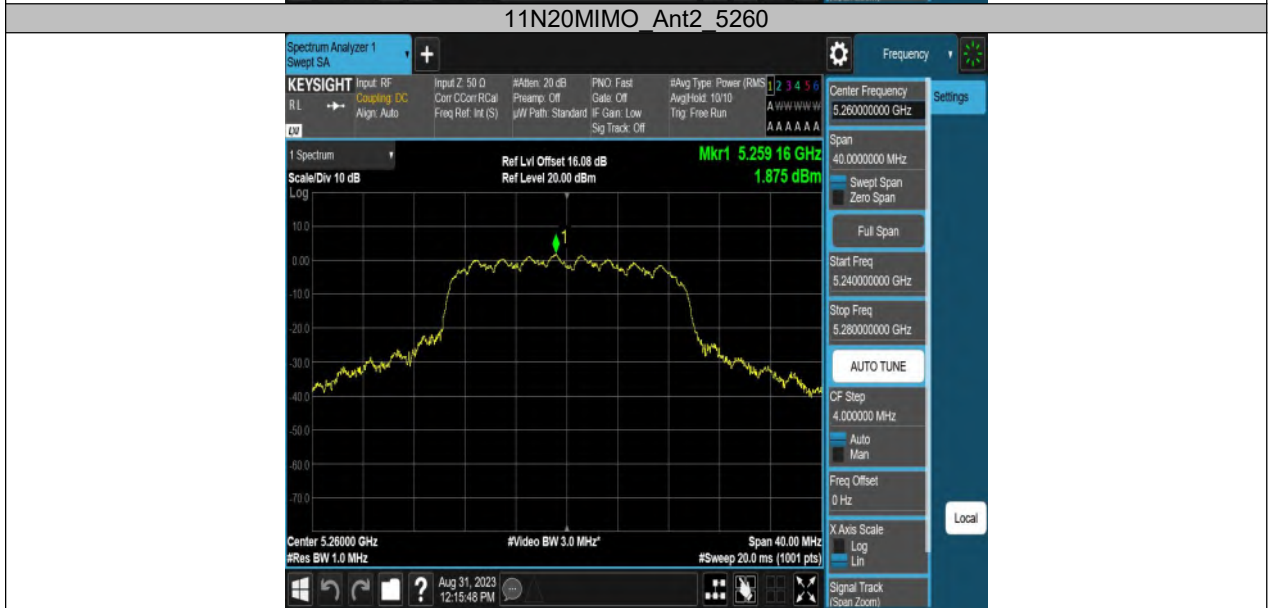 11N20MIMO_Ant2_5260
Spectrum Analyzer 1
Swept SA
+
Frequency
KEYSIGHT
Input: RF
Coupling: DC
Align: Auto
Input Z: 50 Ω
Corr CCorr RCal
Freq Ref: Int (S)
#Atten: 20 dB
Preamp: Off
µW Path: Standard
PNO: Fast
Gate: Off
IF Gain: Low
Sig Track: Off
#Avg Type: Power (RMS
Avg|Hold: 10/10
Trig: Free Run
1 2 3 4 5 6
A W W W W W
A A A A A A
RL
LXI
Center Frequency
5.260000000 GHz
Settings
1 Spectrum
Scale/Div 10 dB
Log
Ref Lvl Offset 16.08 dB
Ref Level 20.00 dBm
Mkr1 5.259 16 GHz
1.875 dBm
Span
40.0000000 MHz
Swept Span
Zero Span
Full Span
Start Freq
5.240000000 GHz
Stop Freq
5.280000000 GHz
AUTO TUNE
CF Step
4.000000 MHz
Auto
Man
Freq Offset
0 Hz
X Axis Scale
Log
Lin
Signal Track
(Span Zoom)
Local
10.0
1
0.00
-10.0
-20.0
-30.0
-40.0
-50.0
-60.0
-70.0
Center 5.26000 GHz
#Res BW 1.0 MHz
#Video BW 3.0 MHz*
Span 40.00 MHz
#Sweep 20.0 ms (1001 pts)
?
Aug 31, 2023
12:15:48 PM